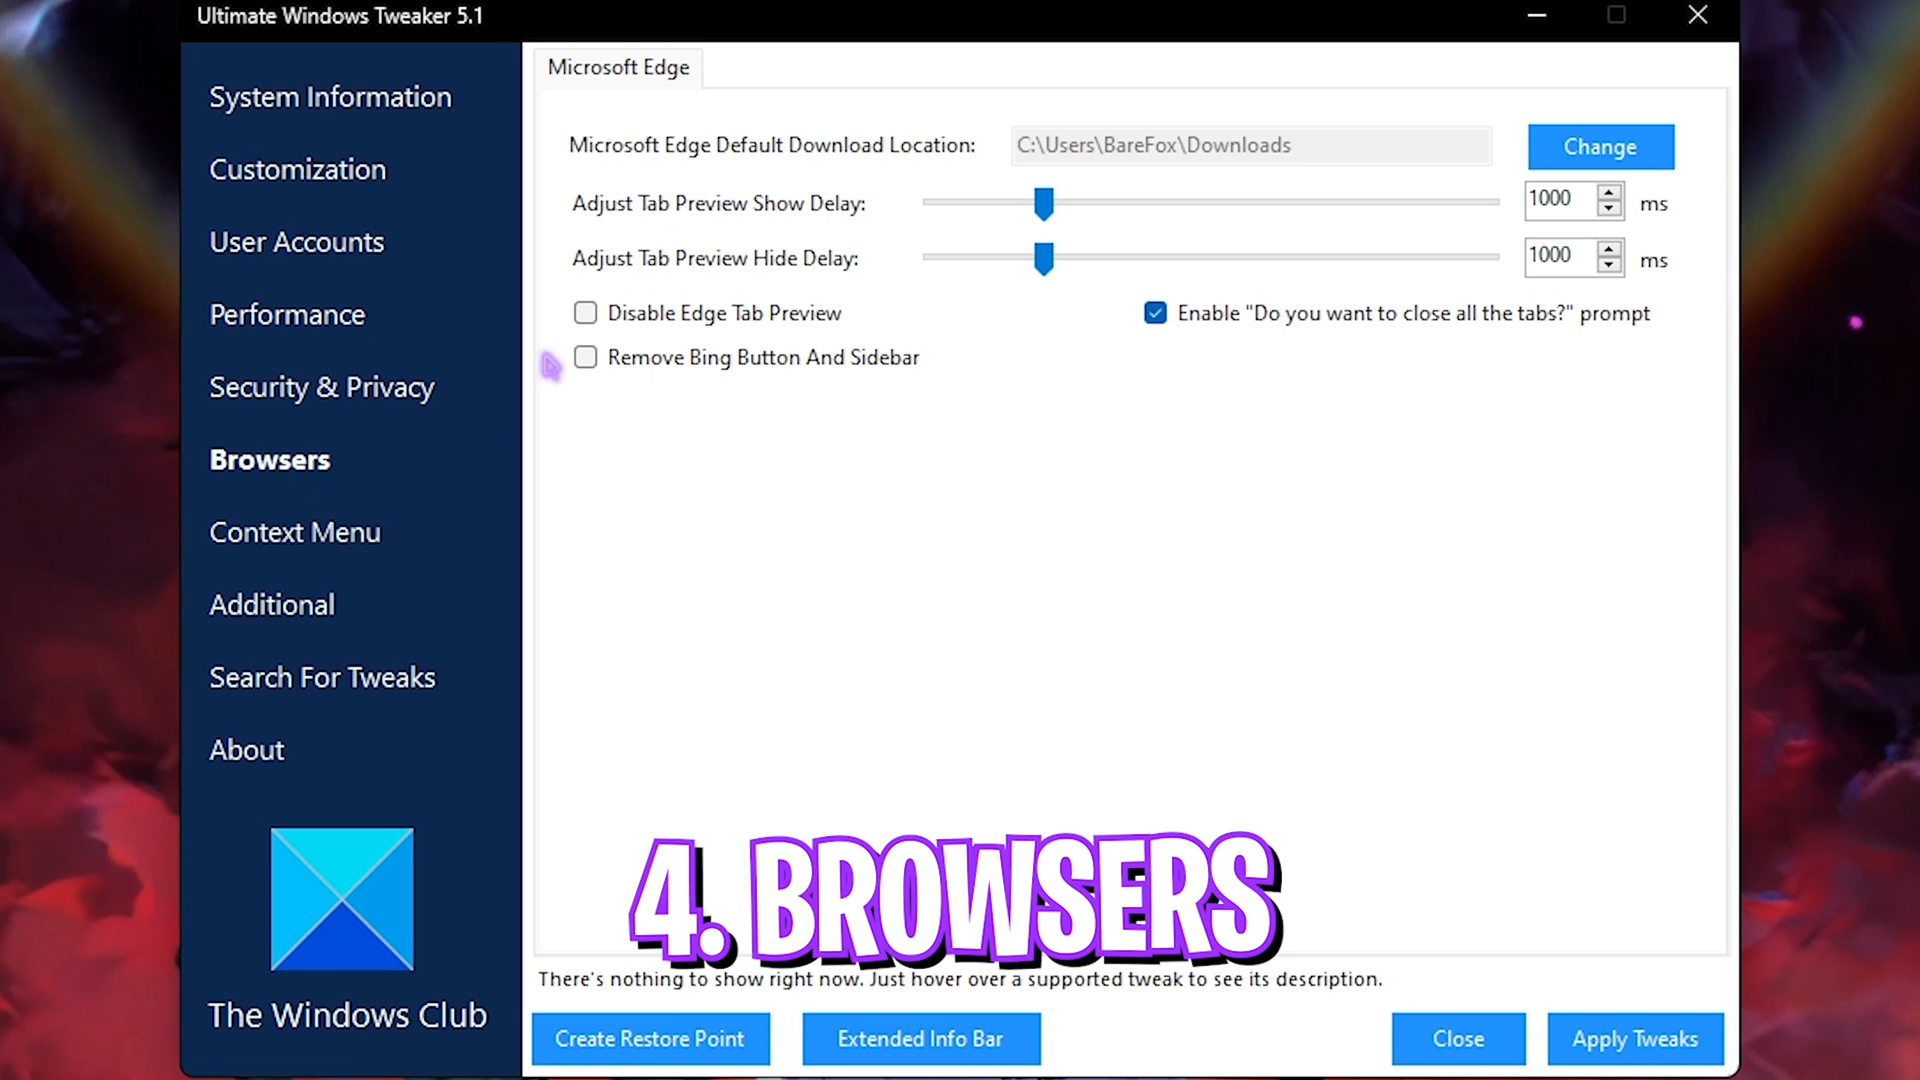 Ultimate Windows Tweaker 5.1
System Information
Customization
User Accounts
Performance
Security & Privacy
Browsers
Context Menu
Additional
Search For Tweaks
About
The Windows Club
Microsoft Edge
Microsoft Edge Default Download Location: C:\Users\BareFox\Downloads Change
Adjust Tab Preview Show Delay: 1000 ms
Adjust Tab Preview Hide Delay: 1000 ms
Disable Edge Tab Preview Enable "Do you want to close all the tabs?" prompt
Remove Bing Button And Sidebar
4. BROWSERS
There's nothing to show right now. Just hover over a supported tweak to see its description.
Create Restore Point Extended Info Bar Close Apply Tweaks